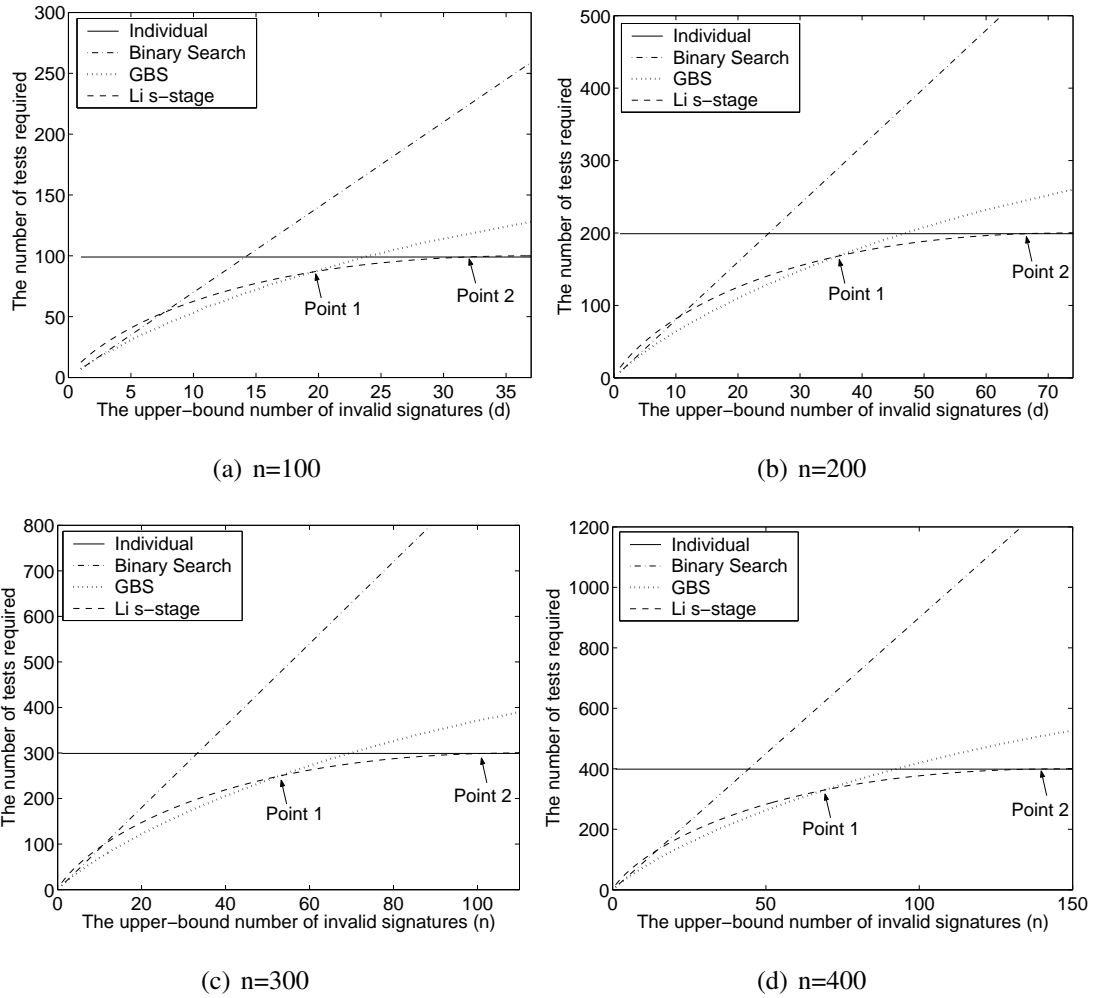 300
250
200
150
100
50
0
The number of tests required
Individual
Binary Search
GBS
Li s-stage
Point 1
Point 2
0 5 10 15 20 25 30 35
The upper-bound number of invalid signatures (d)
(a) n=100
500
400
300
200
100
0
The number of tests required
Individual
Binary Search
GBS
Li s-stage
Point 1
Point 2
0 10 20 30 40 50 60 70
The upper-bound number of invalid signatures (d)
(b) n=200
800
700
600
500
400
300
200
100
0
The number of tests required
Individual
Binary Search
GBS
Li s-stage
Point 1
Point 2
0 20 40 60 80 100
The upper-bound number of invalid signatures (n)
(c) n=300
1200
1000
800
600
400
200
0
The number of tests required
Individual
Binary Search
GBS
Li s-stage
Point 1
Point 2
0 50 100 150
The upper-bound number of invalid signatures (n)
(d) n=400